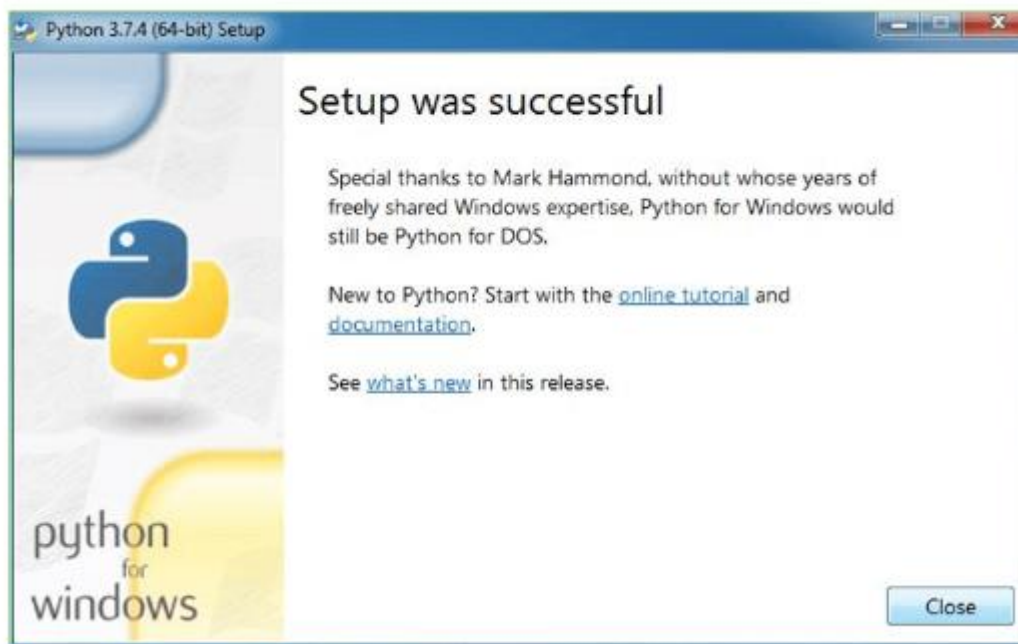 Python 3.7.4 (64-bit) Setup
Setup was successful
Special thanks to Mark Hammond, without whose years of
freely shared Windows expertise, Python for Windows would
still be Python for DOS.
New to Python? Start with the online tutorial and
documentation.
See what's new in this release.
python
for
windows
Close